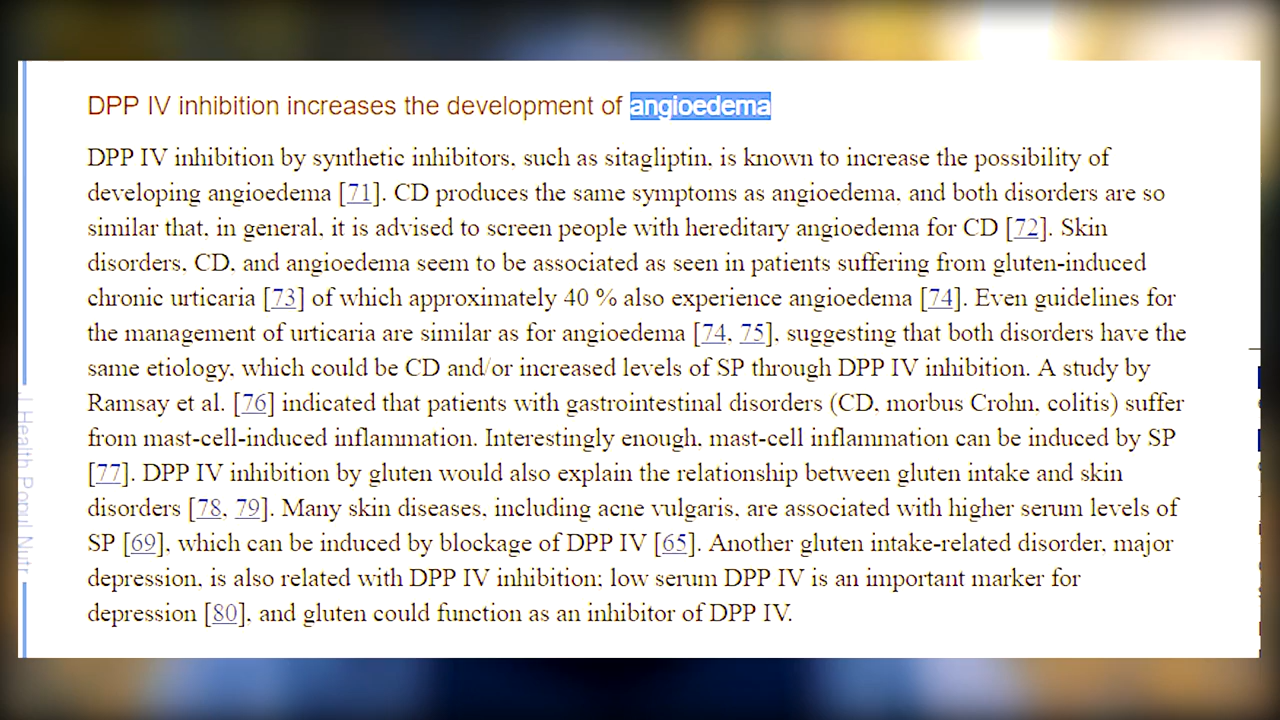 DPP IV inhibition increases the development of angioedema
DPP IV inhibition by synthetic inhibitors, such as sitagliptin, is known to increase the possibility of
developing angioedema [71]. CD produces the same symptoms as angioedema, and both disorders are so
similar that, in general, it is advised to screen people with hereditary angioedema for CD [72]. Skin
disorders, CD, and angioedema seem to be associated as seen in patients suffering from gluten-induced
chronic urticaria [73] of which approximately 40 % also experience angioedema [74]. Even guidelines for
the management of urticaria are similar as for angioedema [74, 75], suggesting that both disorders have the
same etiology, which could be CD and/or increased levels of SP through DPP IV inhibition. A study by
Ramsay et al. [76] indicated that patients with gastrointestinal disorders (CD, morbus Crohn, colitis) suffer
from mast-cell-induced inflammation. Interestingly enough, mast-cell inflammation can be induced by SP
[77]. DPP IV inhibition by gluten would also explain the relationship between gluten intake and skin
disorders [78, 79]. Many skin diseases, including acne vulgaris, are associated with higher serum levels of
SP [69], which can be induced by blockage of DPP IV [65]. Another gluten intake-related disorder, major
depression, is also related with DPP IV inhibition; low serum DPP IV is an important marker for
depression [80], and gluten could function as an inhibitor of DPP IV.
J Health Popul Nutr